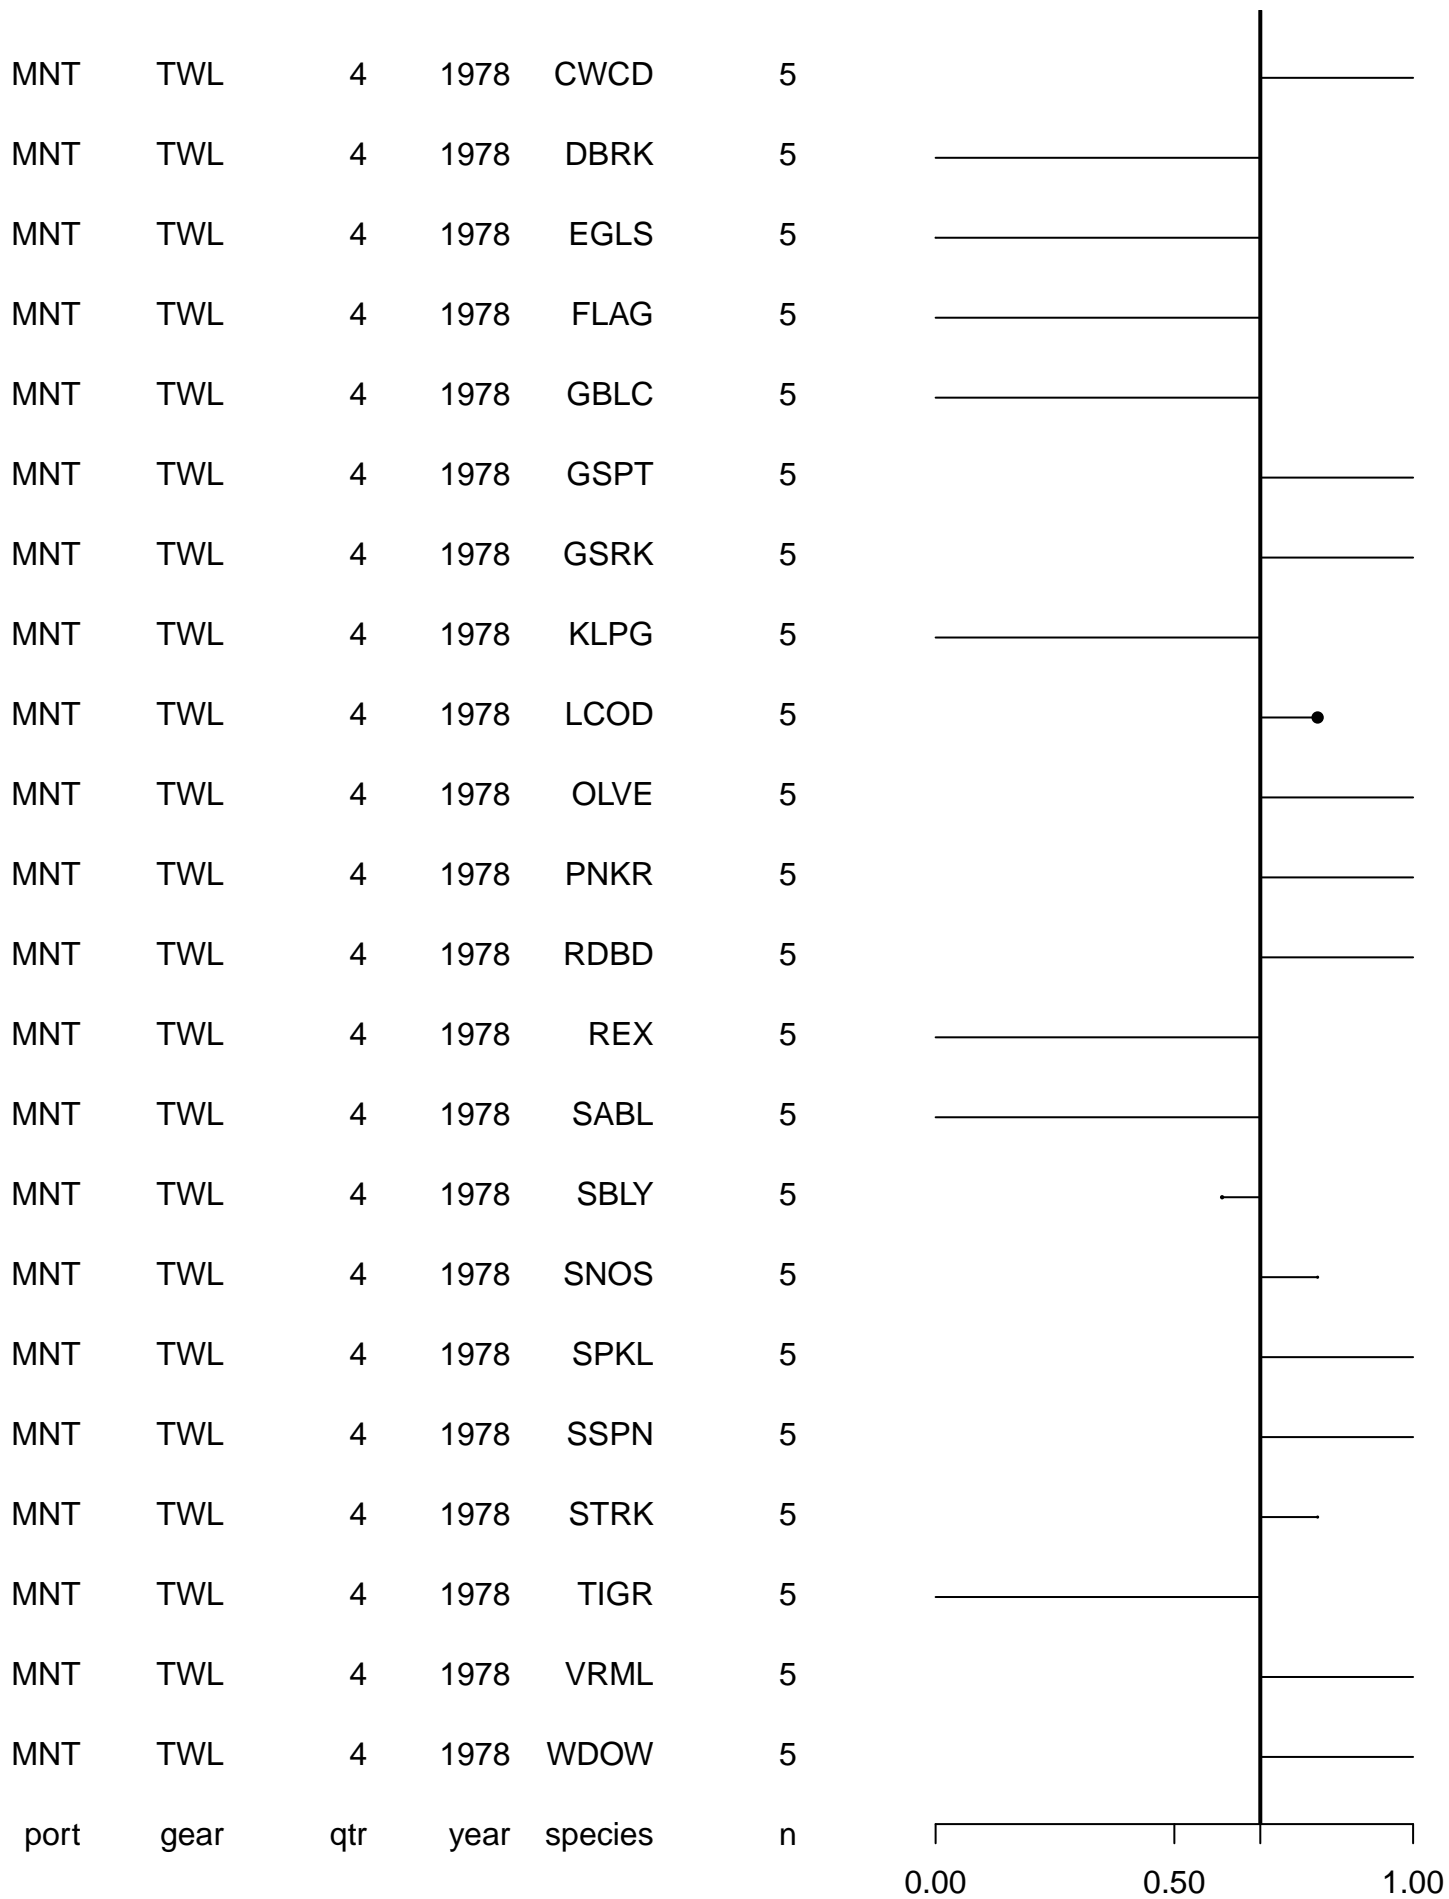 MNT TWL 4 1978 CWCD 5
MNT TWL 4 1978 DBRK 5
MNT TWL 4 1978 EGLS 5
MNT TWL 4 1978 FLAG 5
MNT TWL 4 1978 GBLC 5
MNT TWL 4 1978 GSPT 5
MNT TWL 4 1978 GSRK 5
MNT TWL 4 1978 KLPG 5
MNT TWL 4 1978 LCOD 5
MNT TWL 4 1978 OLVE 5
MNT TWL 4 1978 PNKR 5
MNT TWL 4 1978 RDBD 5
MNT TWL 4 1978 REX 5
MNT TWL 4 1978 SABL 5
MNT TWL 4 1978 SBLY 5
MNT TWL 4 1978 SNOS 5
MNT TWL 4 1978 SPKL 5
MNT TWL 4 1978 SSPN 5
MNT TWL 4 1978 STRK 5
MNT TWL 4 1978 TIGR 5
MNT TWL 4 1978 VRML 5
MNT TWL 4 1978 WDOW 5
port gear qtr year species n
0.00 0.50 1.00